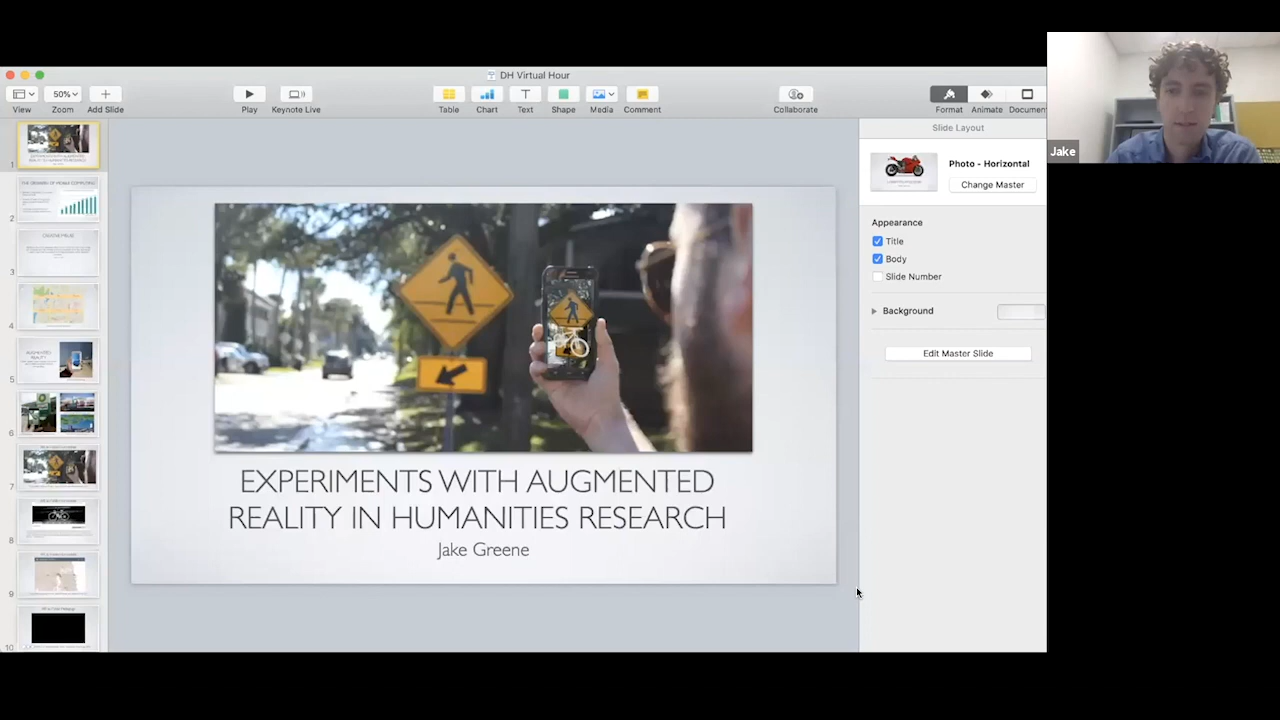 DH Virtual Hour
50%
View
Zoom
Add Slide
Play
Keynote Live
Table
Chart
Text
Shape
Media
Comment
Collaborate
Format
Animate
Documen
Slide Layout
Photo - Horizontal
Change Master
Appearance
Title
Body
Slide Number
Background
Edit Master Slide
1
2
3
4
5
6
7
8
9
10
EXPERIMENTS WITH AUGMENTED
REALITY IN HUMANITIES RESEARCH
Jake Greene
Jake